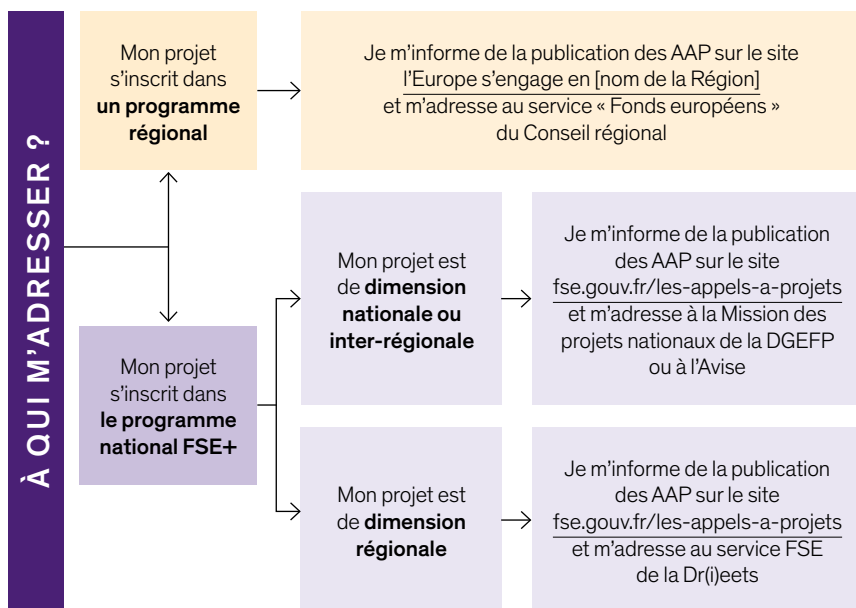 À QUI M'ADRESSER ?
Mon projet
s'inscrit dans
un programme
régional
Je m'informe de la publication des AAP sur le site
l'Europe s'engage en [nom de la Région]
et m'adresse au service « Fonds européens »
du Conseil régional
Mon projet
s'inscrit dans
le programme
national FSE+
Mon projet est
de dimension
nationale ou
inter-régionale
Je m'informe de la publication
des AAP sur le site
fse.gouv.fr/les-appels-a-projets
et m'adresse à la Mission des
projets nationaux de la DGEFP
ou à l'Avise
Mon projet est
de dimension
régionale
Je m'informe de la publication
des AAP sur le site
fse.gouv.fr/les-appels-a-projets
et m'adresse au service FSE
de la Dr(i)eets